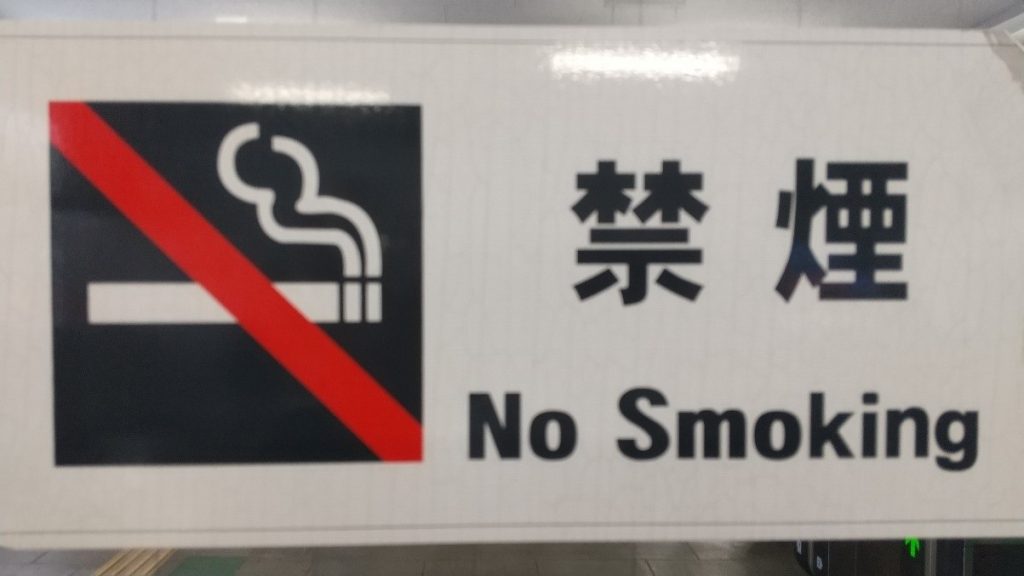 禁煙
No Smoking